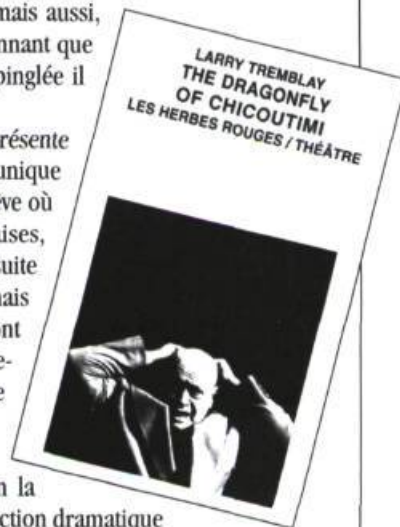 mais aussi,
nnant que
pinglée il
résente
unique
ve où
ises,
suite
nais
ont
e-
e
n la
ction dramatique
LARRY TREMBLAY
THE DRAGONFLY
OF CHICOUTIMI
LES HERBES ROUGES / THÉÂTRE